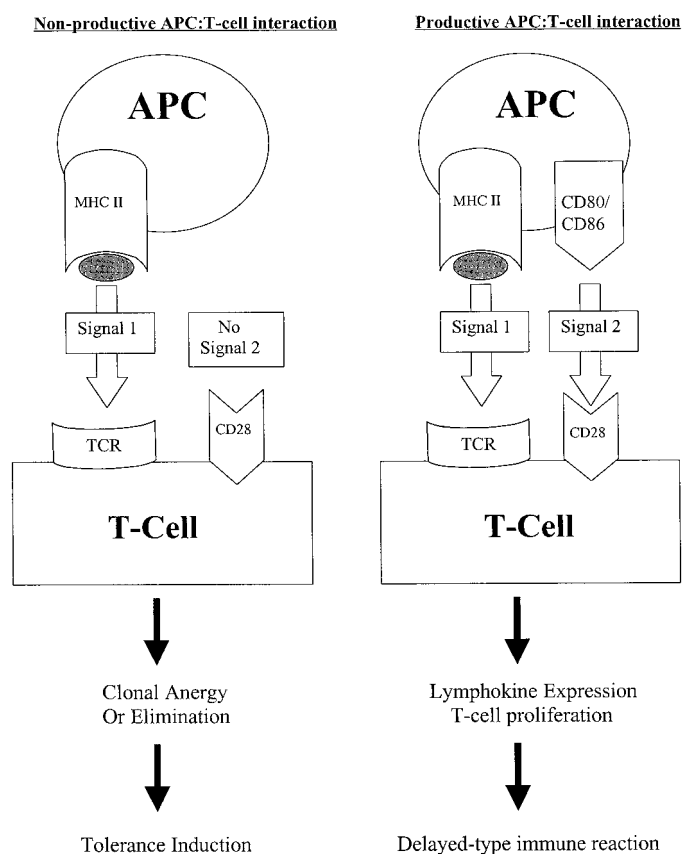 Non-productive APC:T-cell interaction
APC
MHC II
Signal 1
No
Signal 2
TCR
CD28
T-Cell
Clonal Anergy
Or Elimination
Tolerance Induction
Productive APC:T-cell interaction
APC
MHC II
CD80/
CD86
Signal 1
Signal 2
TCR
CD28
T-Cell
Lymphokine Expression
T-cell proliferation
Delayed-type immune reaction